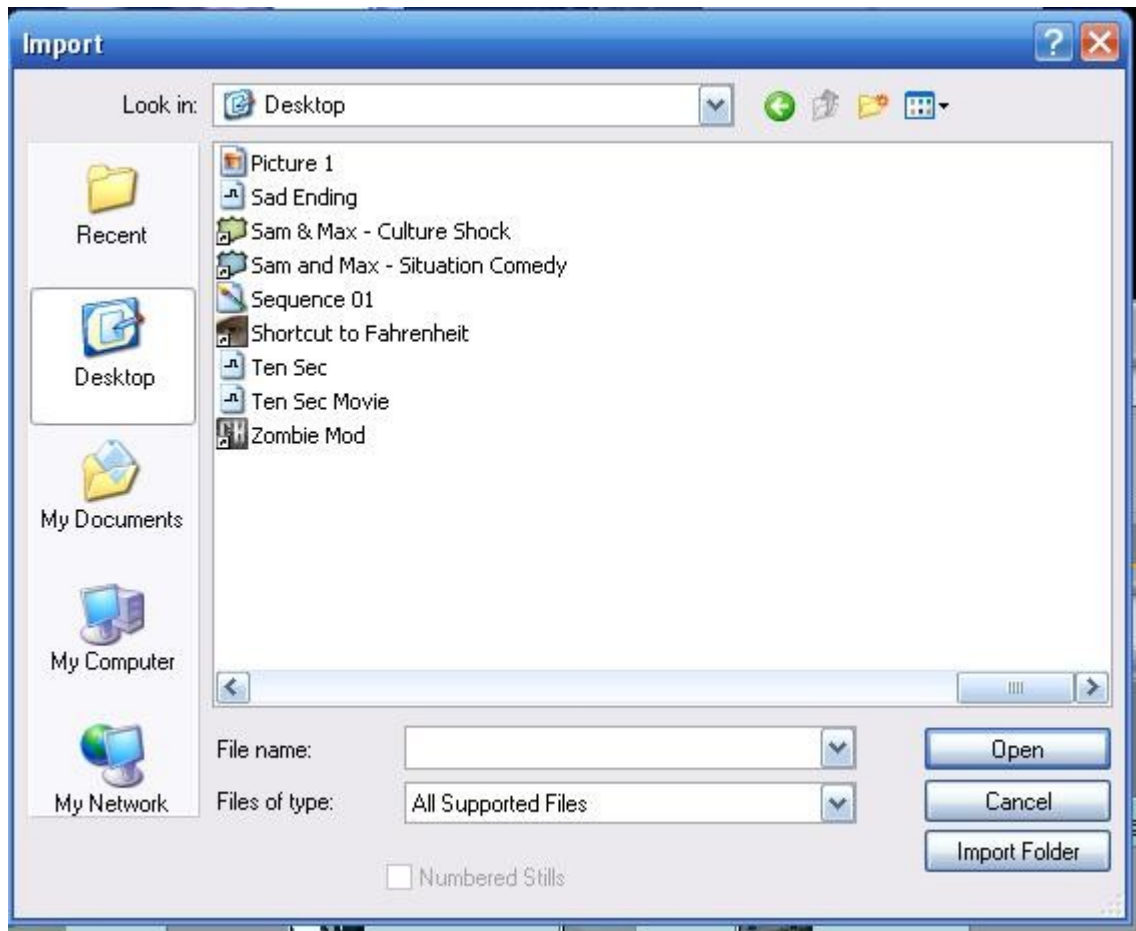 Import
Look in:
Desktop
Recent
Desktop
My Documents
My Computer
My Network
Picture 1
Sad Ending
Sam & Max - Culture Shock
Sam and Max - Situation Comedy
Sequence 01
Shortcut to Fahrenheit
Ten Sec
Ten Sec Movie
Zombie Mod
File name:
Open
Files of type:
All Supported Files
Cancel
Import Folder
Numbered Stills